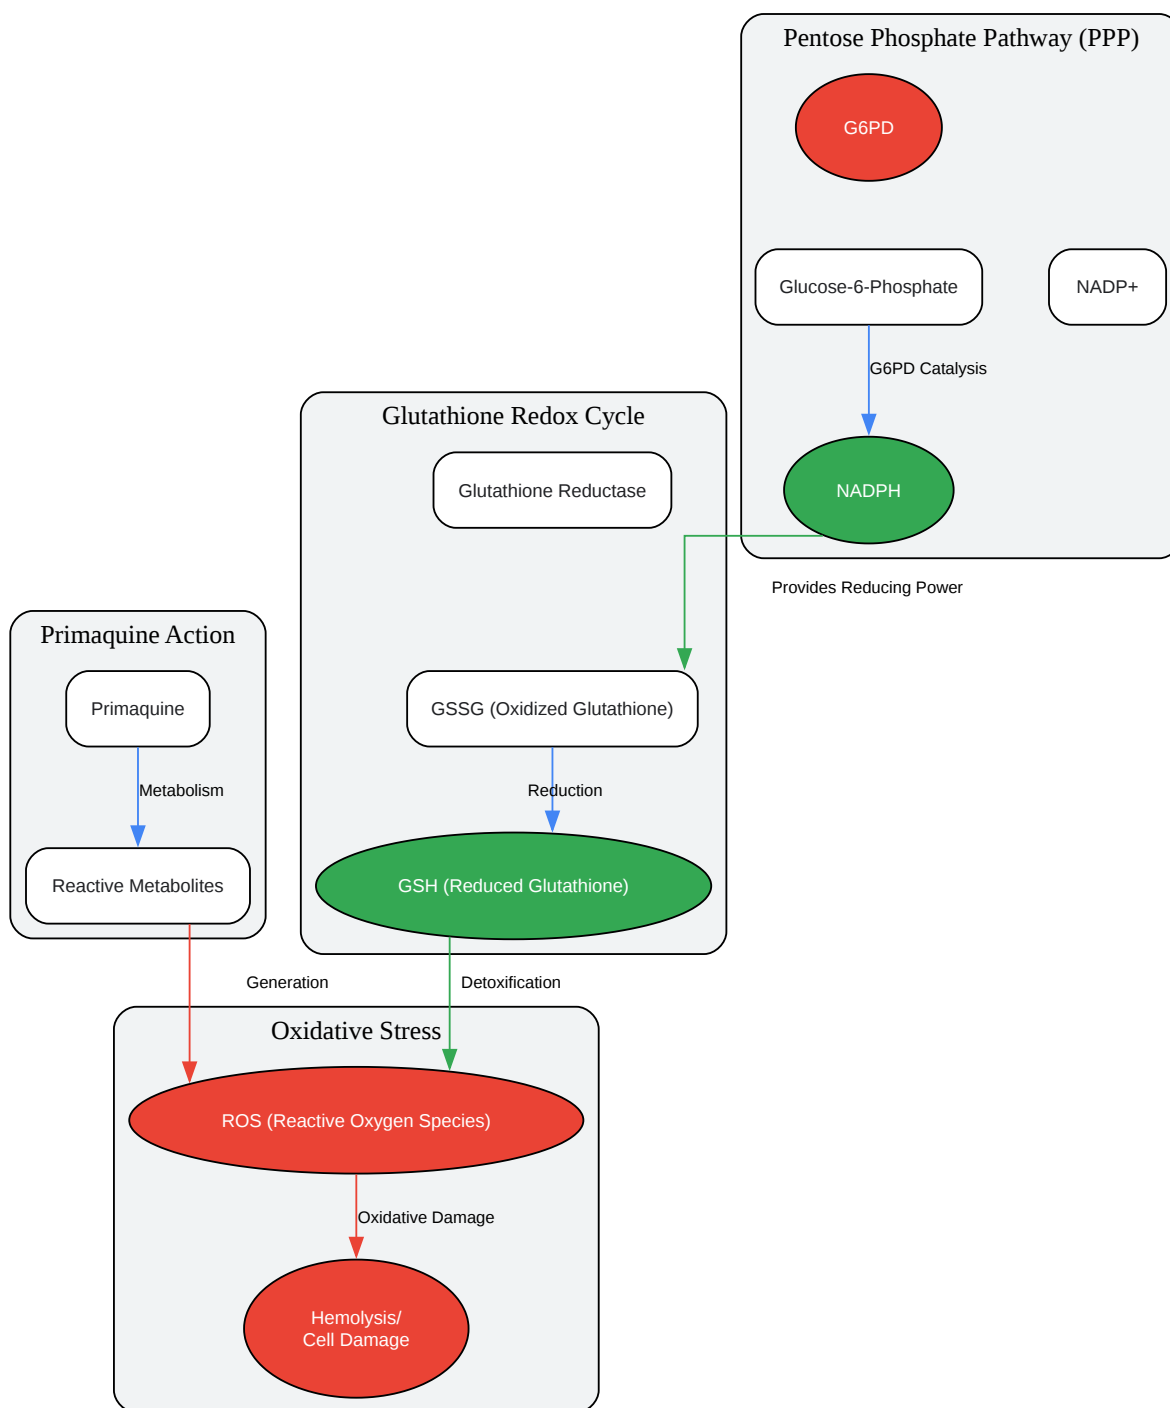 Pentose Phosphate Pathway (PPP)
G6PD
Glucose-6-Phosphate
NADP+
G6PD Catalysis
NADPH
Provides Reducing Power
Glutathione Redox Cycle
Glutathione Reductase
GSSG (Oxidized Glutathione)
Reduction
GSH (Reduced Glutathione)
Detoxification
Primaquine Action
Primaquine
Metabolism
Reactive Metabolites
Generation
Oxidative Stress
ROS (Reactive Oxygen Species)
Oxidative Damage
Hemolysis/
Cell Damage